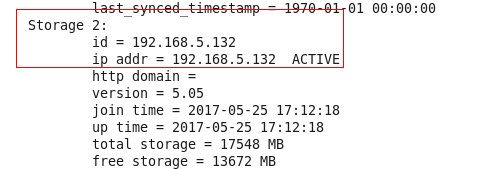 last_synced_timestamp = 1970-01-01 00:00:00
Storage 2:
id = 192.168.5.132
ip addr = 192.168.5.132  ACTIVE
http domain =
version = 5.05
join time = 2017-05-25 17:12:18
up time = 2017-05-25 17:12:18
total storage = 17548 MB
free storage = 13672 MB